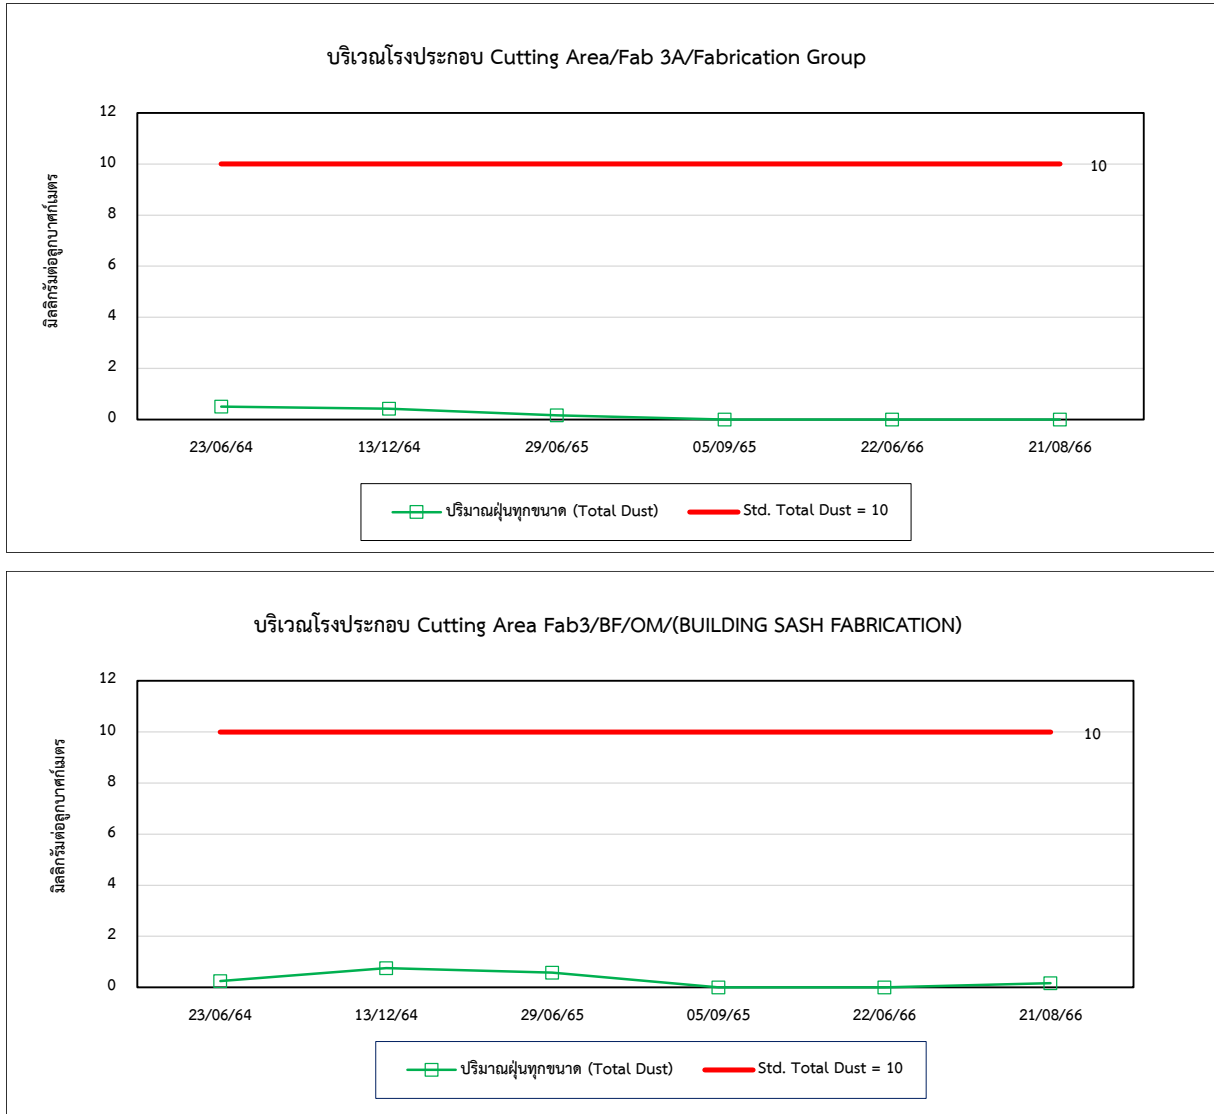 บริเวณโรงประกอบ Cutting Area/Fab 3A/Fabrication Group
มิลลิกรัมต่อลูกบาศก์เมตร
12
10
8
6
4
2
0
10
23/06/64 13/12/64 29/06/65 05/09/65 22/06/66 21/08/66
ปริมาณฝุ่นทุกขนาด (Total Dust) Std. Total Dust = 10
บริเวณโรงประกอบ Cutting Area Fab3/BF/OM/(BUILDING SASH FABRICATION)
มิลลิกรัมต่อลูกบาศก์เมตร
12
10
8
6
4
2
0
10
23/06/64 13/12/64 29/06/65 05/09/65 22/06/66 21/08/66
ปริมาณฝุ่นทุกขนาด (Total Dust) Std. Total Dust = 10